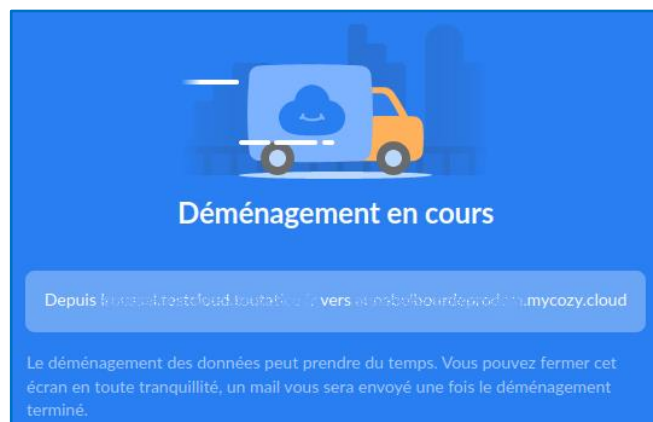 Déménagement en cours
Depuis vers .mycozy.cloud
Le déménagement des données peut prendre du temps. Vous pouvez fermer cet
écran en toute tranquillité, un mail vous sera envoyé une fois le déménagement
terminé.